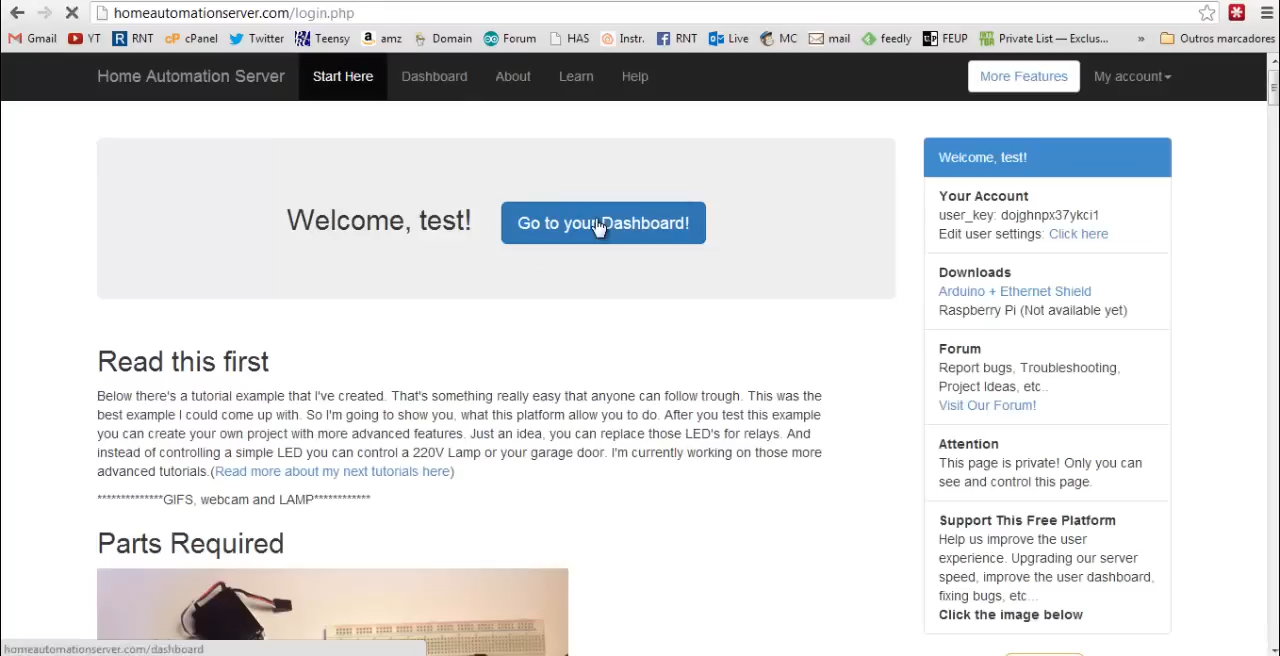 homeautomationserver.com/login.php
Gmail YT RNT cPanel Twitter Teensy amz Domain Forum HAS Instr. RNT Live MC mail feedly FEUP Private List — Exclus... » Outros marcadores
Home Automation Server Start Here Dashboard About Learn Help More Features My account
Welcome, test! Go to your Dashboard!
Read this first
Below there's a tutorial example that I've created. That's something really easy that anyone can follow trough. This was the
best example I could come up with. So I'm going to show you, what this platform allow you to do. After you test this example
you can create your own project with more advanced features. Just an idea, you can replace those LED's for relays. And
instead of controlling a simple LED you can control a 220V Lamp or your garage door. I'm currently working on those more
advanced tutorials.(Read more about my next tutorials here)
**************GIFS, webcam and LAMP************
Parts Required
Welcome, test!
Your Account
user_key: dojghnpx37ykci1
Edit user settings: Click here
Downloads
Arduino + Ethernet Shield
Raspberry Pi (Not available yet)
Forum
Report bugs, Troubleshooting,
Project Ideas, etc..
Visit Our Forum!
Attention
This page is private! Only you can
see and control this page.
Support This Free Platform
Help us improve the user
experience. Upgrading our server
speed, improve the user dashboard,
fixing bugs, etc...
Click the image below
homeautomationserver.com/dashboard